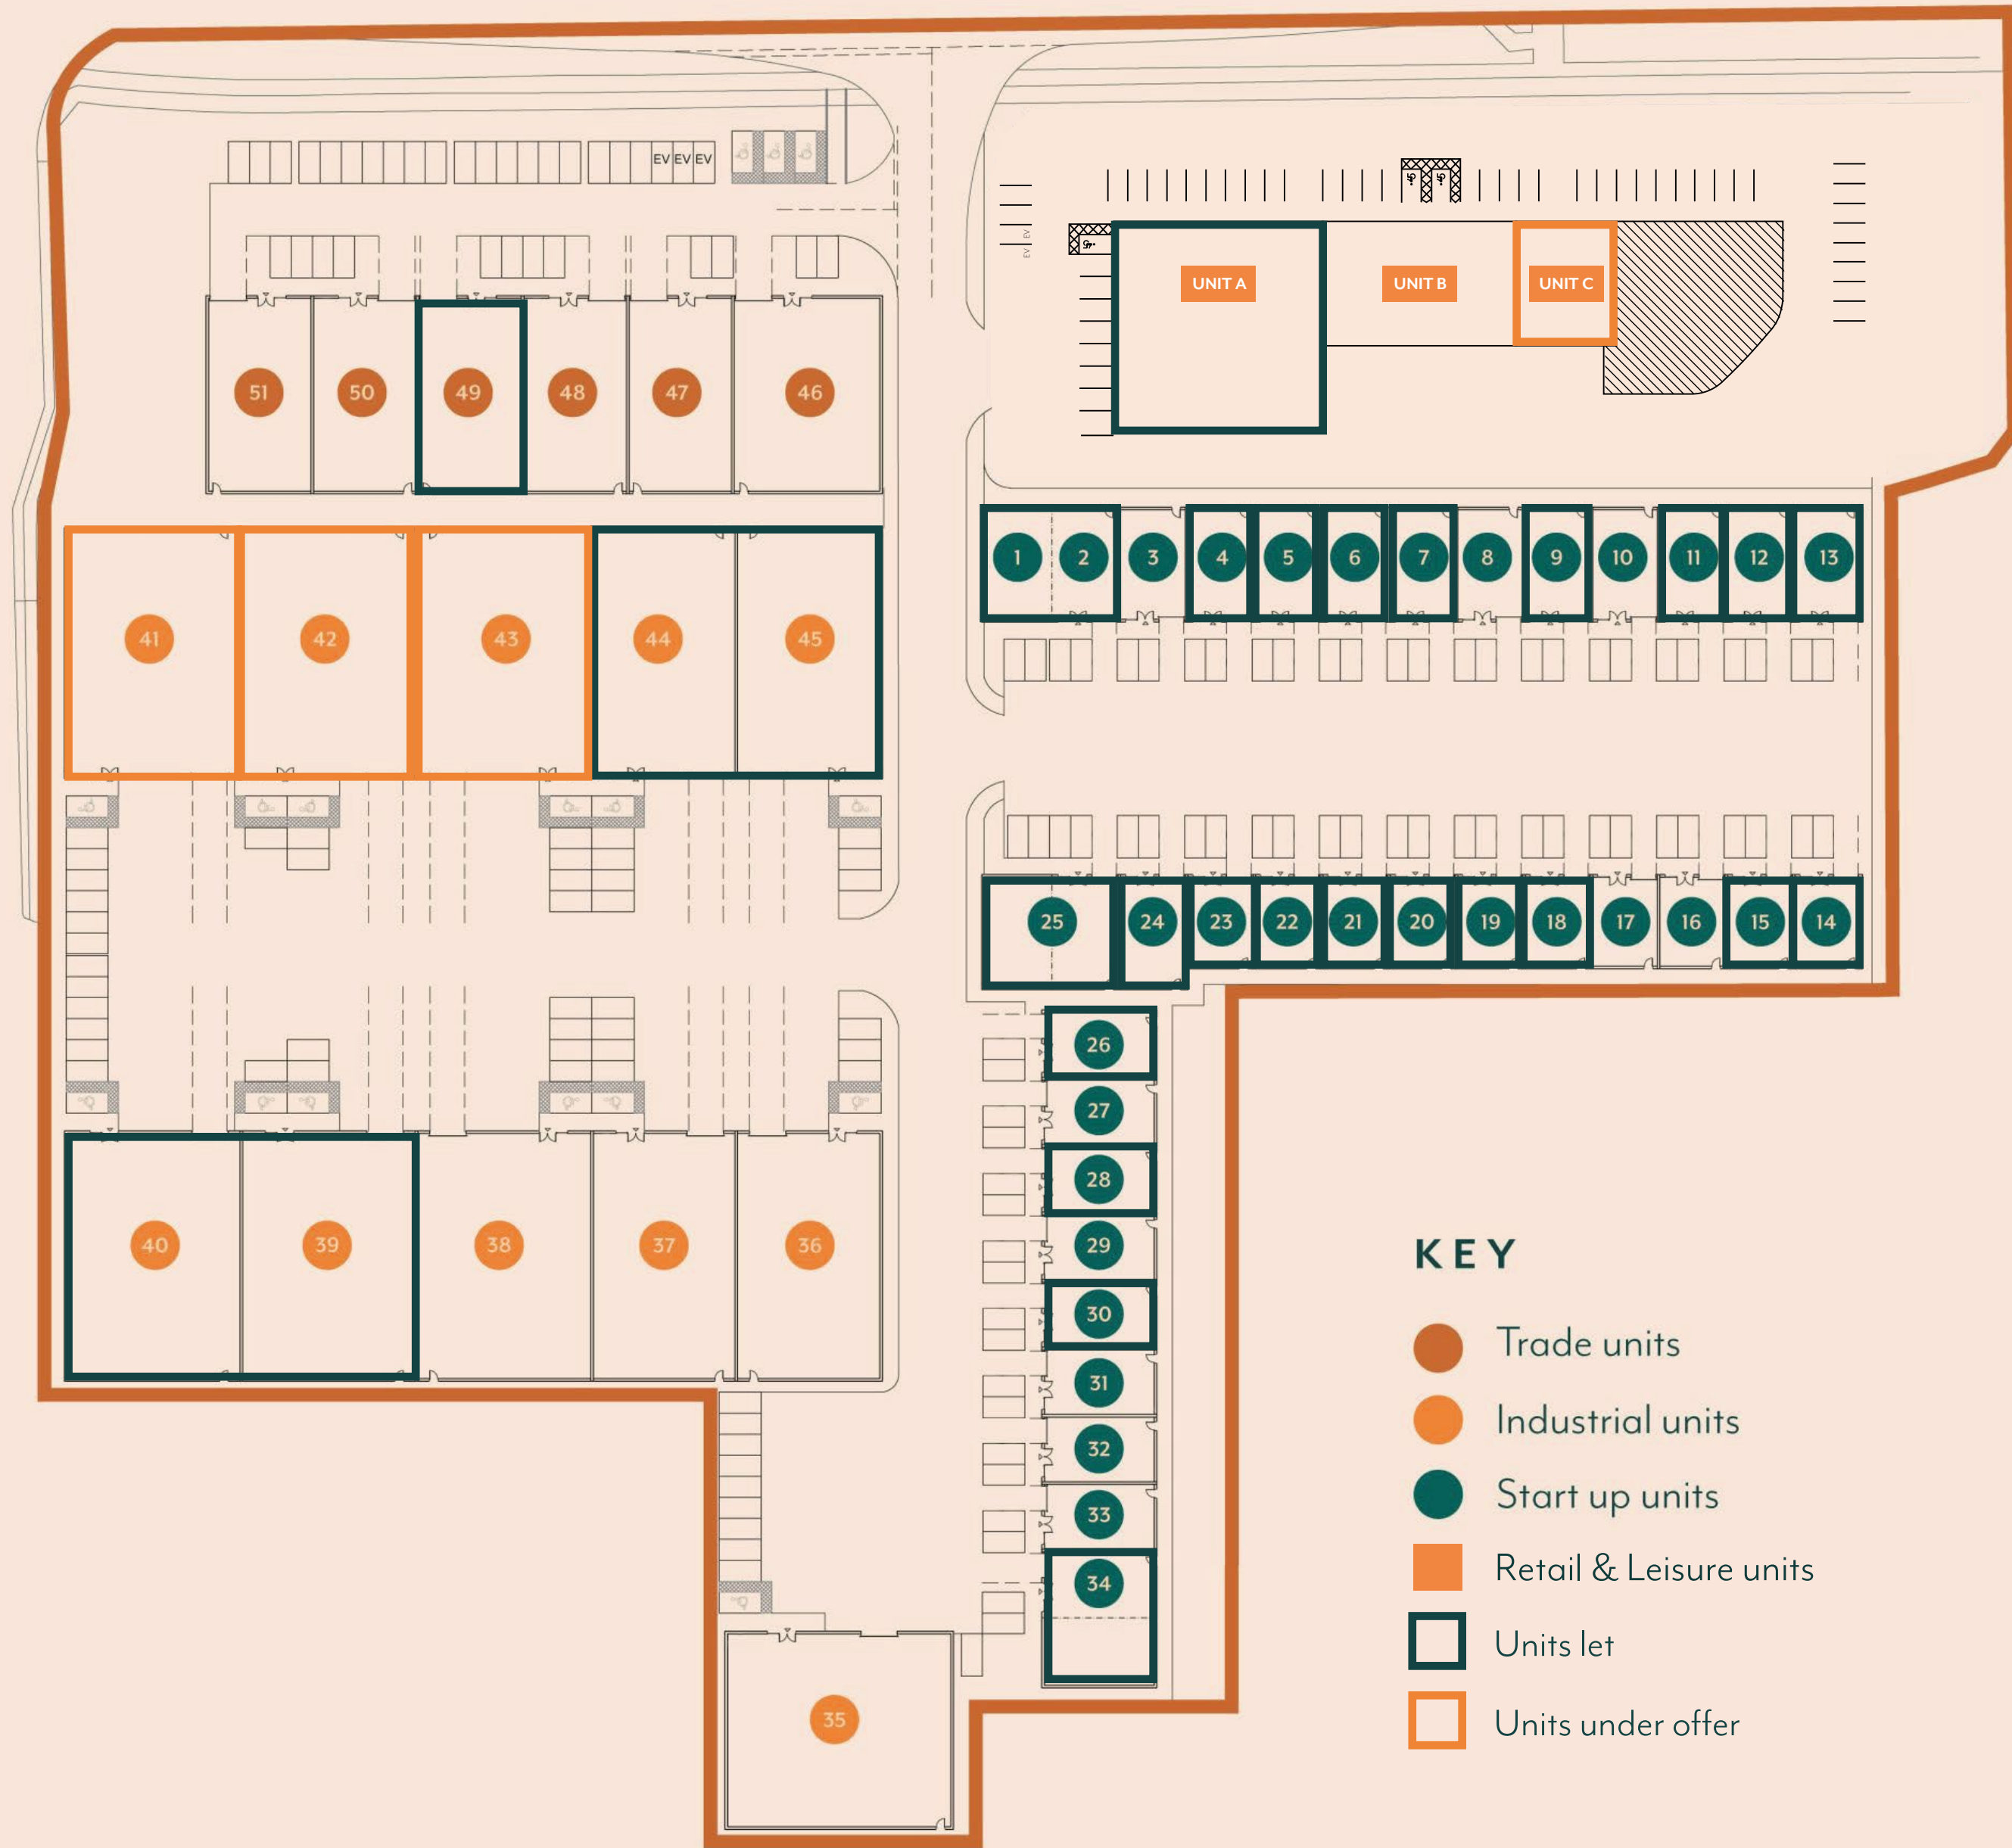 EV EV EV
EV EV
UNIT A UNIT B UNIT C
51 50 49 48 47 46
1 2 3 4 5 6 7 8 9 10 11 12 13
41 42 43 44 45
25 24 23 22 21 20 19 18 17 16 15 14
26
27
28
40 39 38 37 36
29
30
31
32
33
34
35
KEY
Trade units
Industrial units
Start up units
Retail & Leisure units
Units let
Units under offer